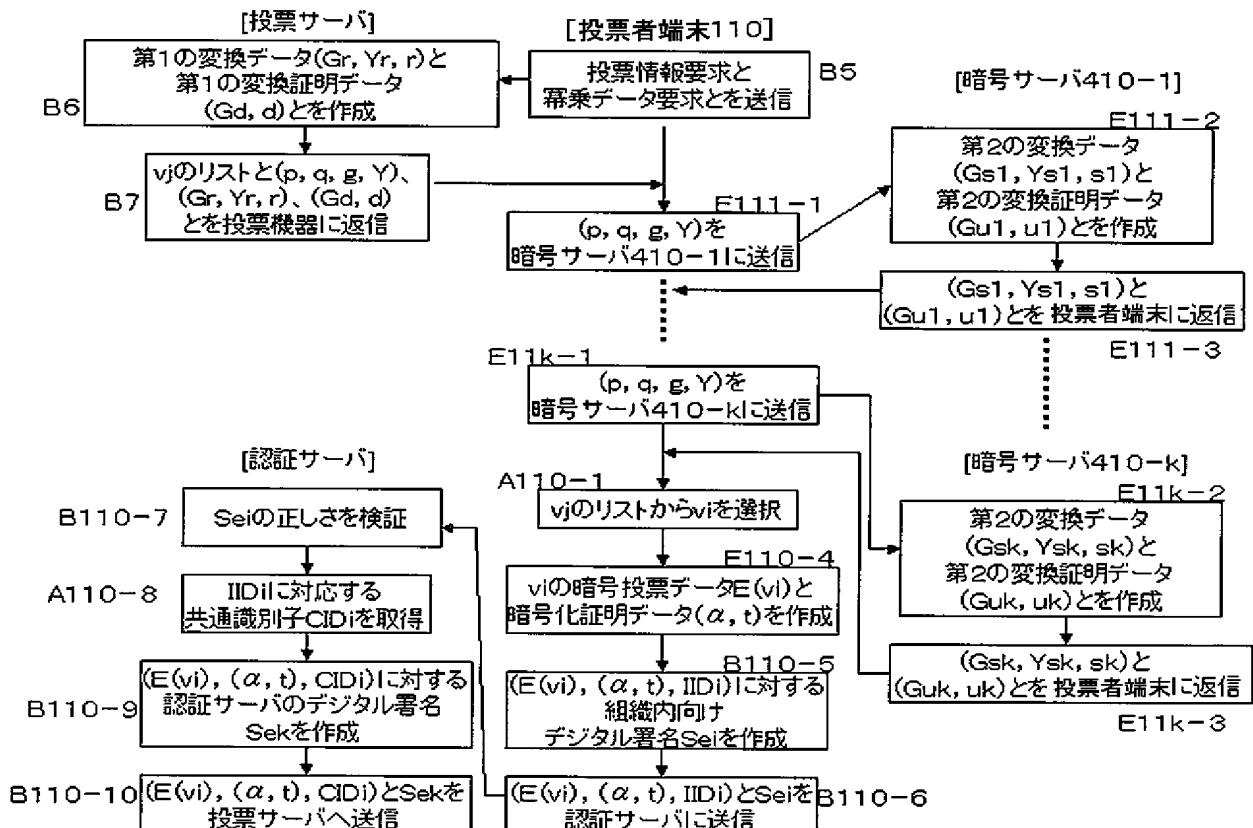 [投票サーバ]
第1の変換データ(Gr, Yr, r)と
第1の変換証明データ
(Gd, d)とを作成
B6
vjのリストと(p, q, g, Y)、
(Gr, Yr, r)、(Gd, d)
とを投票機器に返信
B7
[投票者端末110]
投票情報要求と
冪乗データ要求とを送信
B5
E111-1
(p, q, g, Y)を
暗号サーバ410-1に送信
[暗号サーバ410-1]
E111-2
第2の変換データ
(Gs1, Ys1, s1)と
第2の変換証明データ
(Gu1, u1)とを作成
(Gs1, Ys1, s1)と
(Gu1, u1)とを投票者端末に返信
E111-3
E11k-1
(p, q, g, Y)を
暗号サーバ410-kに送信
[暗号サーバ410-k]
E11k-2
第2の変換データ
(Gsk, Ysk, sk)と
第2の変換証明データ
(Guk, uk)とを作成
(Gsk, Ysk, sk)と
(Guk, uk)とを投票者端末に返信
E11k-3
A110-1
vjのリストからviを選択
E110-4
viの暗号投票データE(vi)と
暗号化証明データ(α, t)を作成
B110-5
(E(vi), (α, t), IIDi)に対する
組織内向け
デジタル署名Seiを作成
(E(vi), (α, t), IIDi)とSeiを
認証サーバに送信
B110-6
[認証サーバ]
B110-7
Seiの正しさを検証
A110-8
IIDiに対応する
共通識別子CIDiを取得
B110-9
(E(vi), (α, t), CIDi)に対する
認証サーバのデジタル署名
Sekを作成
B110-10
(E(vi), (α, t), CIDi)とSekを
投票サーバへ送信